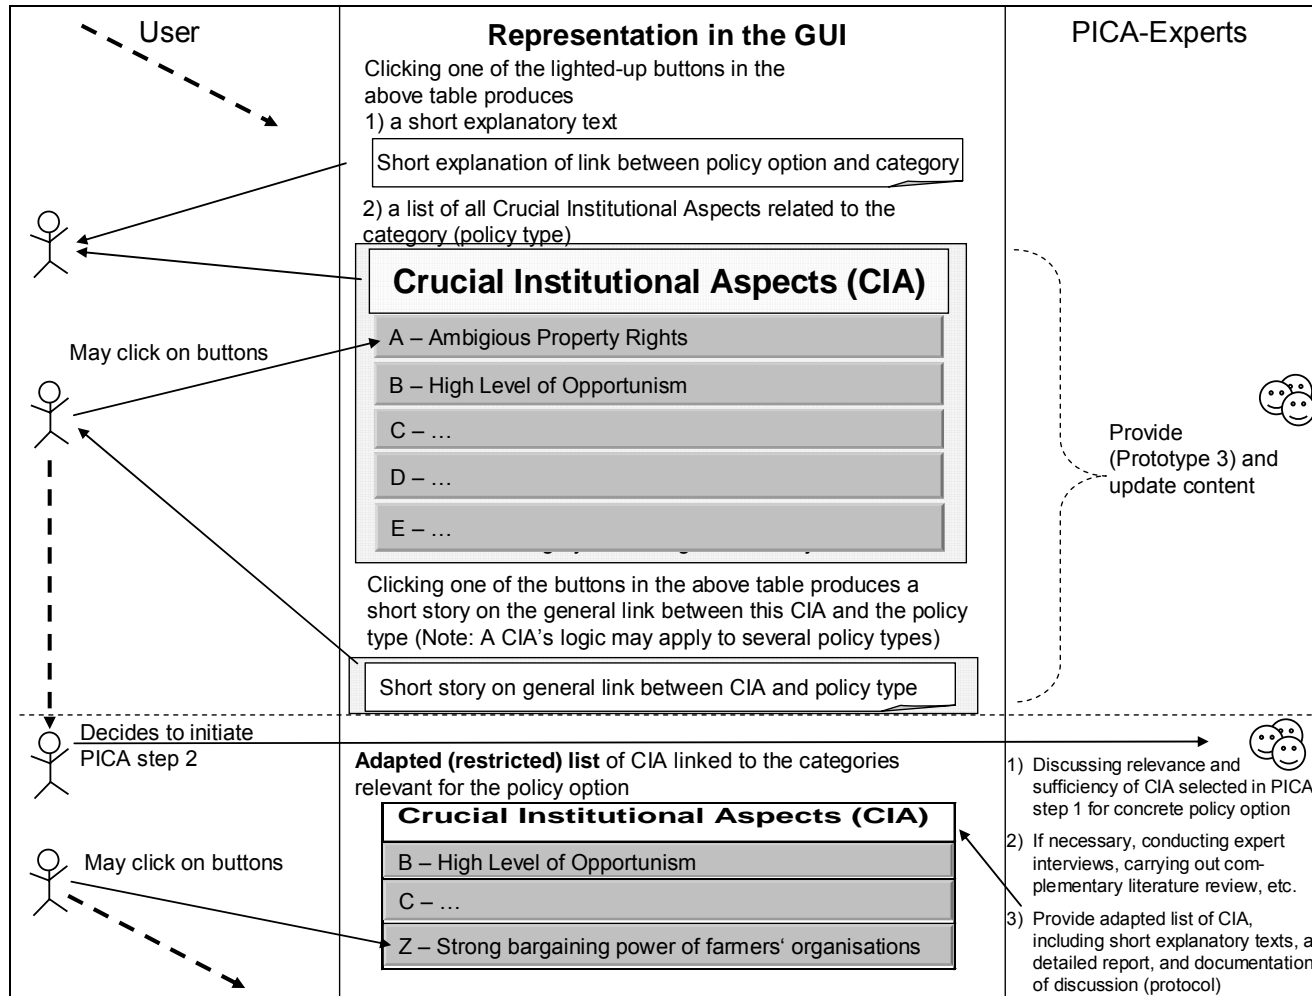 User
Representation in the GUI
PICA-Experts
Clicking one of the lighted-up buttons in the
above table produces
1) a short explanatory text
Short explanation of link between policy option and category
2) a list of all Crucial Institutional Aspects related to the
category (policy type)
Crucial Institutional Aspects (CIA)
May click on buttons
A – Ambigious Property Rights
B – High Level of Opportunism
C – …
D – …
E – …
Provide
(Prototype 3) and
update content
Clicking one of the buttons in the above table produces a
short story on the general link between this CIA and the policy
type (Note: A CIA's logic may apply to several policy types)
Short story on general link between CIA and policy type
Decides to initiate
PICA step 2
Adapted (restricted) list of CIA linked to the categories
relevant for the policy option
Crucial Institutional Aspects (CIA)
May click on buttons
B – High Level of Opportunism
C – …
Z – Strong bargaining power of farmers‘ organisations
1) Discussing relevance and
sufficiency of CIA selected in PICA
step 1 for concrete policy option
2) If necessary, conducting expert
interviews, carrying out com-
plementary literature review, etc.
3) Provide adapted list of CIA,
including short explanatory texts, a
detailed report, and documentation
of discussion (protocol)